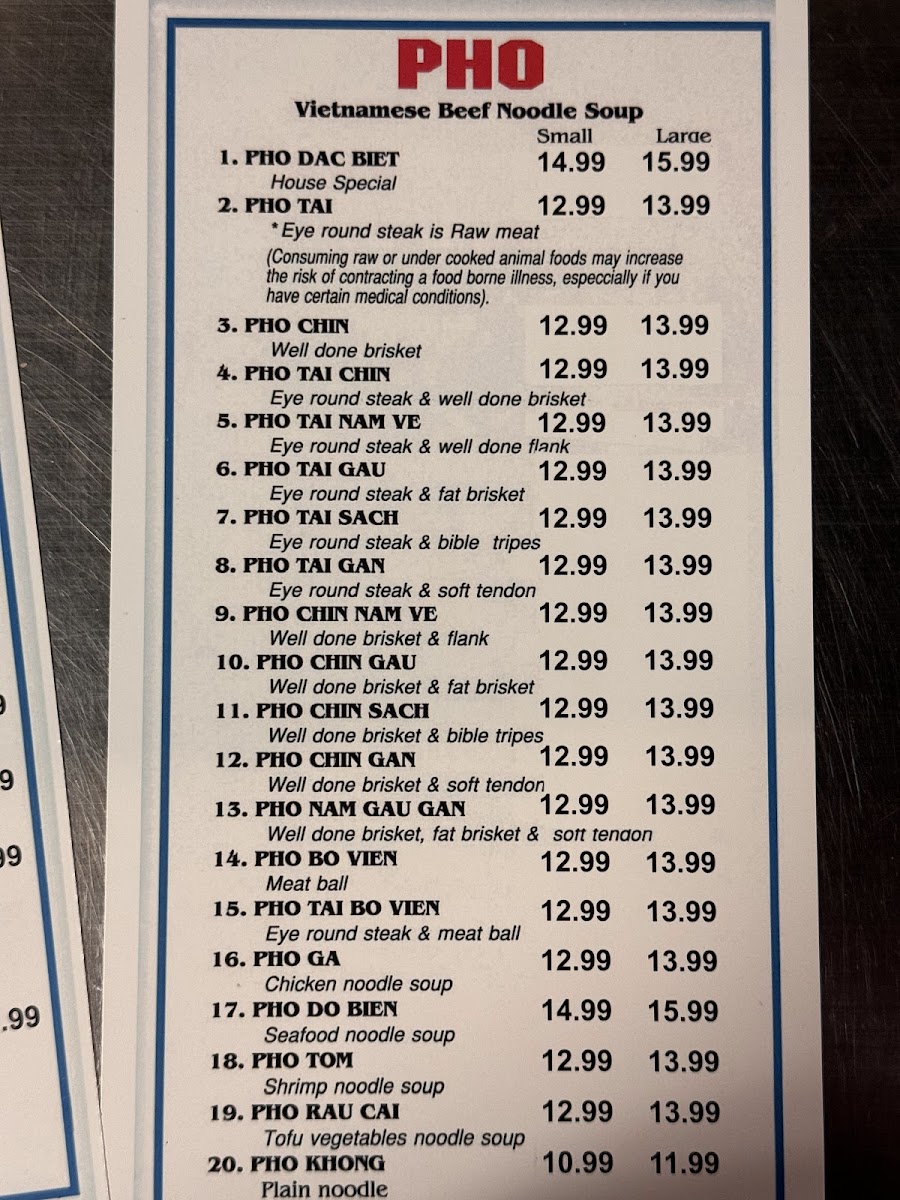 PHO
Vietnamese Beef Noodle Soup
Small Large
1. PHO DAC BIET 14.99 15.99
House Special
2. PHO TAI 12.99 13.99
*Eye round steak is Raw meat
(Consuming raw or under cooked animal foods may increase
the risk of contracting a food borne illness, especcially if you
have certain medical conditions).
3. PHO CHIN 12.99 13.99
Well done brisket
4. PHO TAI CHIN 12.99 13.99
Eye round steak & well done brisket
5. PHO TAI NAM VE 12.99 13.99
Eye round steak & well done flank
6. PHO TAI GAU 12.99 13.99
Eye round steak & fat brisket
7. PHO TAI SACH 12.99 13.99
Eye round steak & bible tripes
8. PHO TAI GAN 12.99 13.99
Eye round steak & soft tendon
9. PHO CHIN NAM VE 12.99 13.99
Well done brisket & flank
10. PHO CHIN GAU 12.99 13.99
Well done brisket & fat brisket
11. PHO CHIN SACH 12.99 13.99
Well done brisket & bible tripes
12. PHO CHIN GAN 12.99 13.99
Well done brisket & soft tendon
13. PHO NAM GAU GAN 12.99 13.99
Well done brisket, fat brisket & soft tendon
14. PHO BO VIEN 12.99 13.99
Meat ball
15. PHO TAI BO VIEN 12.99 13.99
Eye round steak & meat ball
16. PHO GA 12.99 13.99
Chicken noodle soup
17. PHO DO BIEN 14.99 15.99
Seafood noodle soup
18. PHO TOM 12.99 13.99
Shrimp noodle soup
19. PHO RAU CAI 12.99 13.99
Tofu vegetables noodle soup
20. PHO KHONG 10.99 11.99
Plain noodle